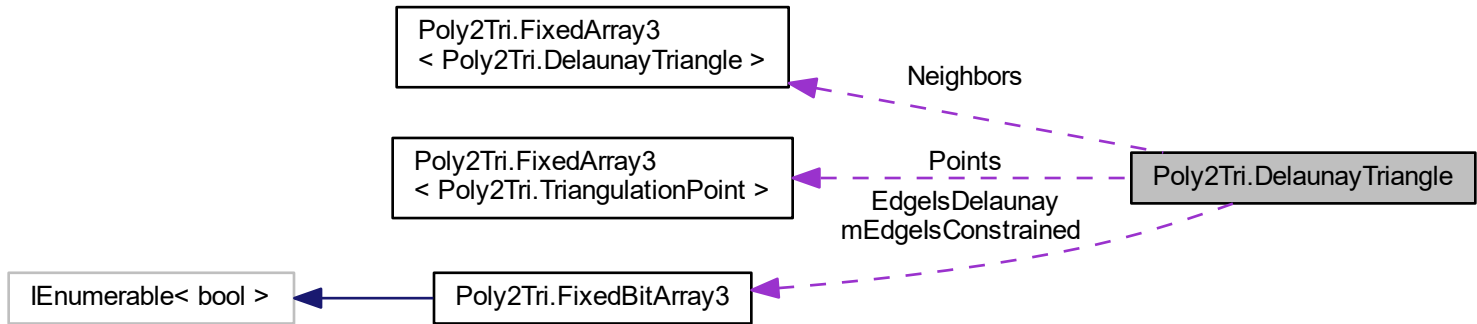 Poly2Tri.FixedArray3
< Poly2Tri.DelaunayTriangle >
Neighbors
Poly2Tri.FixedArray3
< Poly2Tri.TriangulationPoint >
Points
Poly2Tri.DelaunayTriangle
EdgeIsDelaunay
mEdgeIsConstrained
IEnumerable< bool >
Poly2Tri.FixedBitArray3